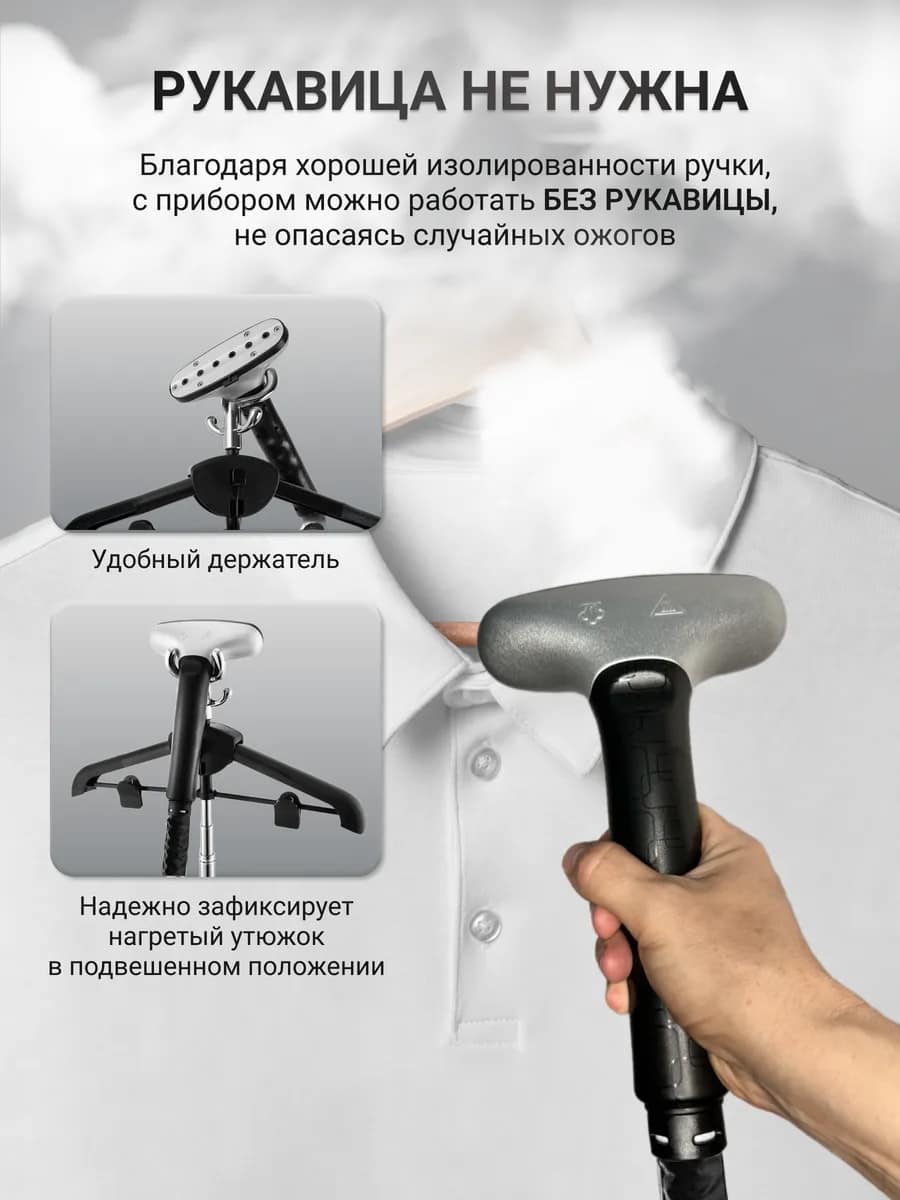 РУКАВИЦА НЕ НУЖНА
Благодаря хорошей изолированности ручки,
с прибором можно работать БЕЗ РУКАВИЦЫ,
не опасаясь случайных ожогов
Удобный держатель
Надежно зафиксирует
нагретый утюжок
в подвешенном положении